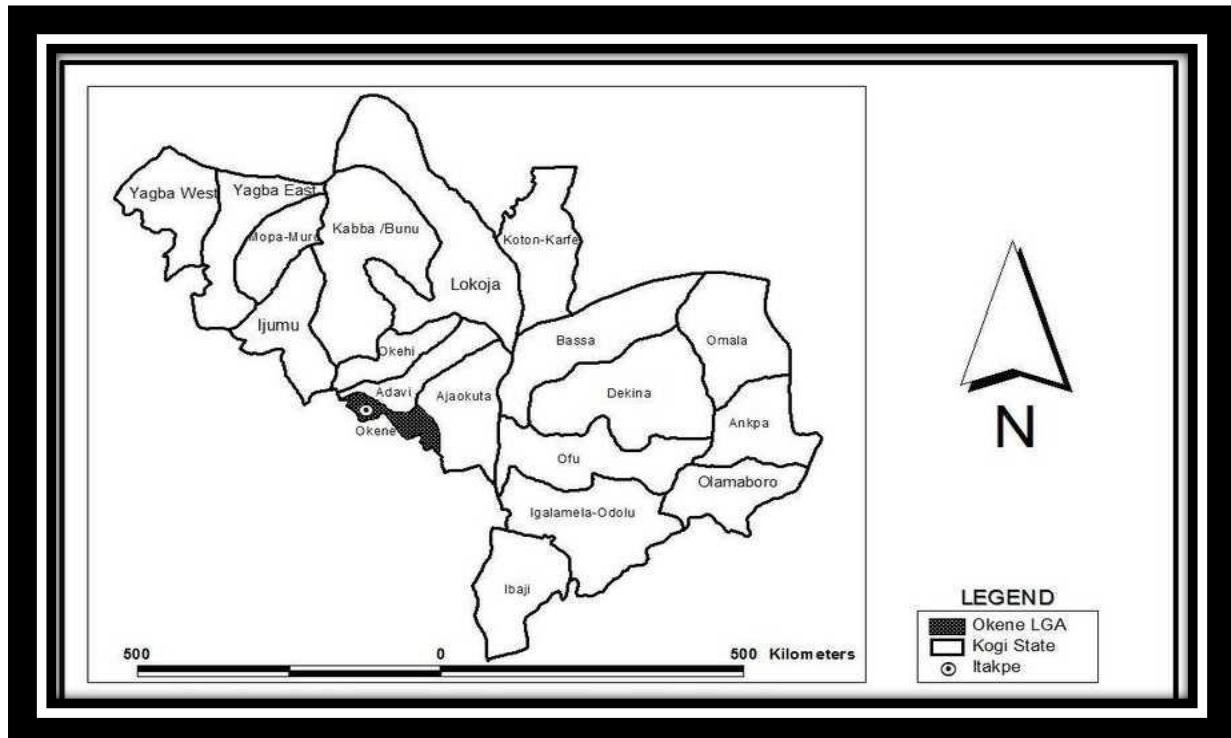 Yagba West
Yagba East
Mopa-Muro
Kabba /Bunu
Koton-Karfe
Lokoja
Ijumu
Okehi
Bassa
Omala
Adavi
Ajaokuta
Dekina
Okene
Ankpa
Ofu
Olamaboro
Igalamela-Odolu
Ibaji
N
500 0 500 Kilometers
LEGEND
Okene LGA
Kogi State
Itakpe